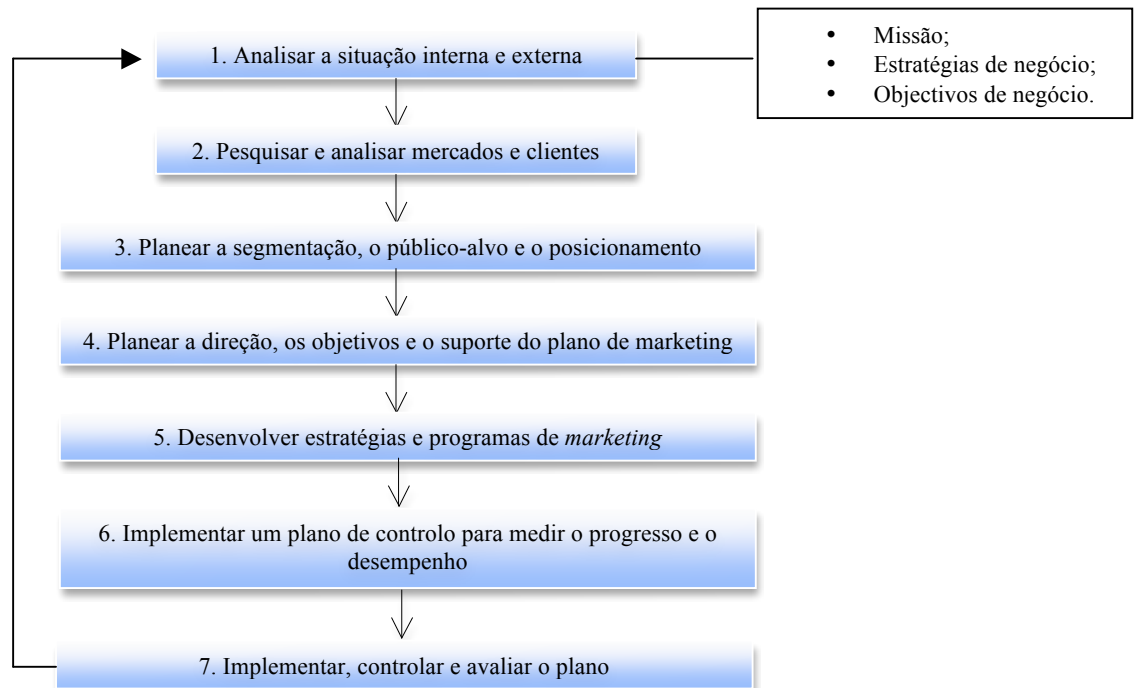 1. Analisar a situação interna e externa
• Missão;
• Estratégias de negócio;
• Objectivos de negócio.
2. Pesquisar e analisar mercados e clientes
3. Planear a segmentação, o público-alvo e o posicionamento
4. Planear a direção, os objetivos e o suporte do plano de marketing
5. Desenvolver estratégias e programas de marketing
6. Implementar um plano de controlo para medir o progresso e o
desempenho
7. Implementar, controlar e avaliar o plano